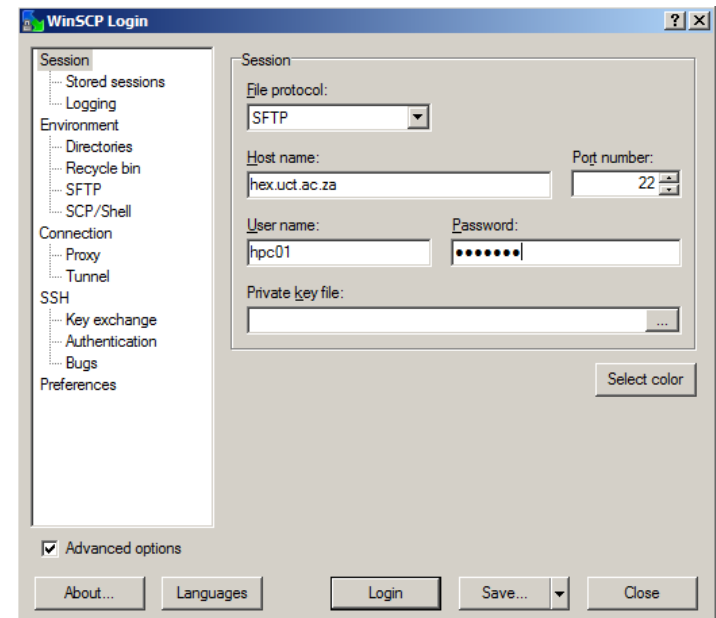 WinSCP Login
Session
Stored sessions
Logging
Environment
Directories
Recycle bin
SFTP
SCP/Shell
Connection
Proxy
Tunnel
SSH
Key exchange
Authentication
Bugs
Preferences
Session
File protocol:
SFTP
Host name:
Port number:
hex.uct.ac.za
22
User name:
Password:
hpc01
•••••••
Private key file:
...
Select color
Advanced options
About...
Languages
Login
Save...
Close